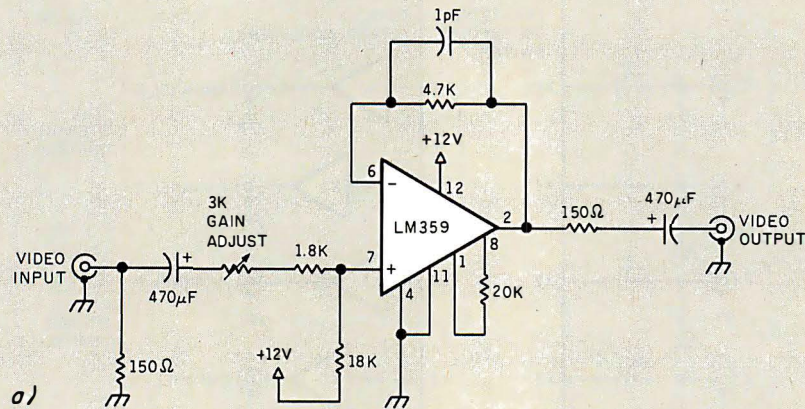 1pF
4.7K
+12V
6
-
12
3K
GAIN
ADJUST
LM359
2
150Ω
470μF
+
VIDEO
OUTPUT
VIDEO
INPUT
+
470μF
1.8K
7
+
4
11
1
8
20K
+12V
18K
150Ω
a)